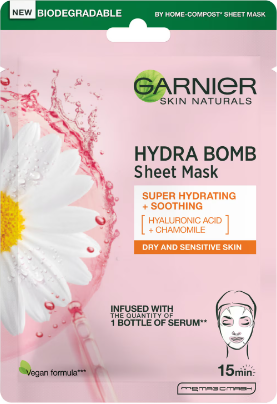 NEW BIODEGRADABLE BY HOME-COMPOST* SHEET MASK
GARNIER
SKIN NATURALS
HYDRA BOMB
Sheet Mask
SUPER HYDRATING
+ SOOTHING
HYALURONIC ACID
+ CHAMOMILE
DRY AND SENSITIVE SKIN
INFUSED WITH
THE QUANTITY OF
1 BOTTLE OF SERUM**
Vegan formula***
15min